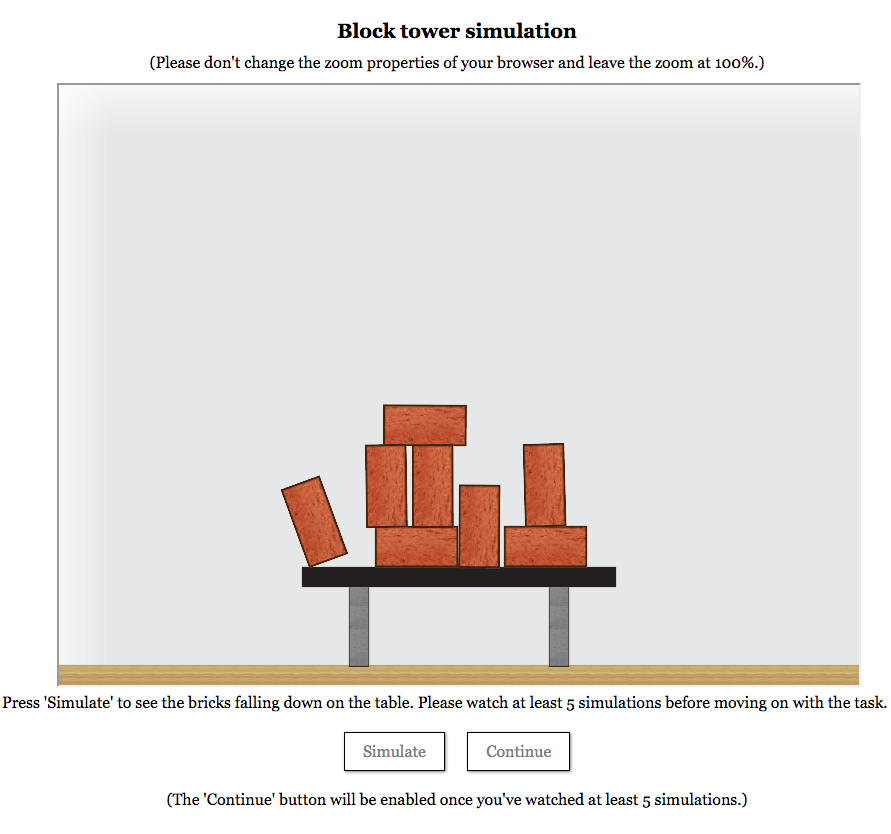 Block tower simulation
(Please don't change the zoom properties of your browser and leave the zoom at 100%.)
Press 'Simulate' to see the bricks falling down on the table. Please watch at least 5 simulations before moving on with the task.
Simulate Continue
(The 'Continue' button will be enabled once you've watched at least 5 simulations.)